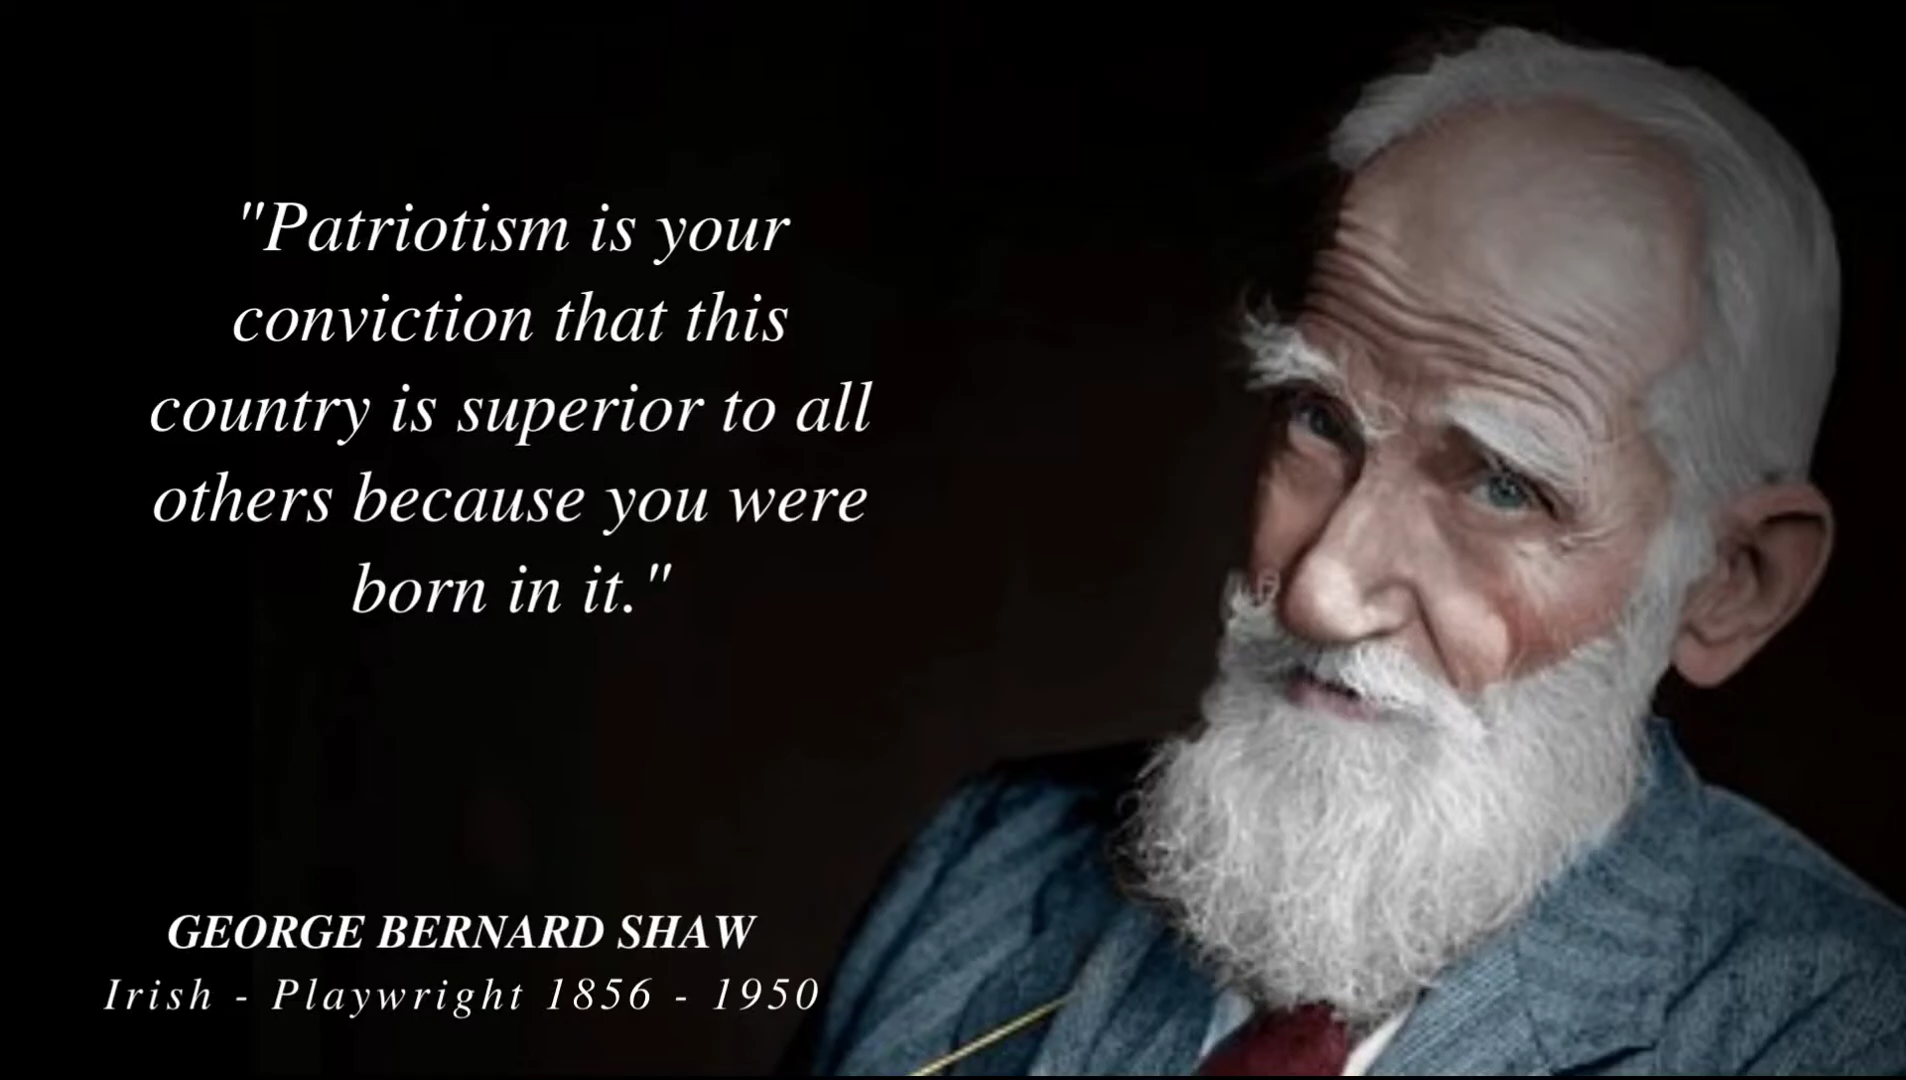 "Patriotism is your
conviction that this
country is superior to all
others because you were
born in it."
GEORGE BERNARD SHAW
Irish - Playwright 1856 - 1950